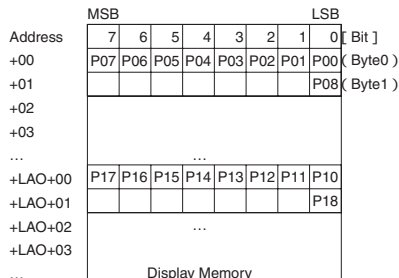 MSB LSB
Address 7 6 5 4 3 2 1 0 [ Bit ]
+00 P07 P06 P05 P04 P03 P02 P01 P00 ( Byte0 )
+01 P08 ( Byte1 )
+02
+03
... ...
+LAO+00 P17 P16 P15 P14 P13 P12 P11 P10
+LAO+01 P18
+LAO+02 ...
+LAO+03
... Display Memory